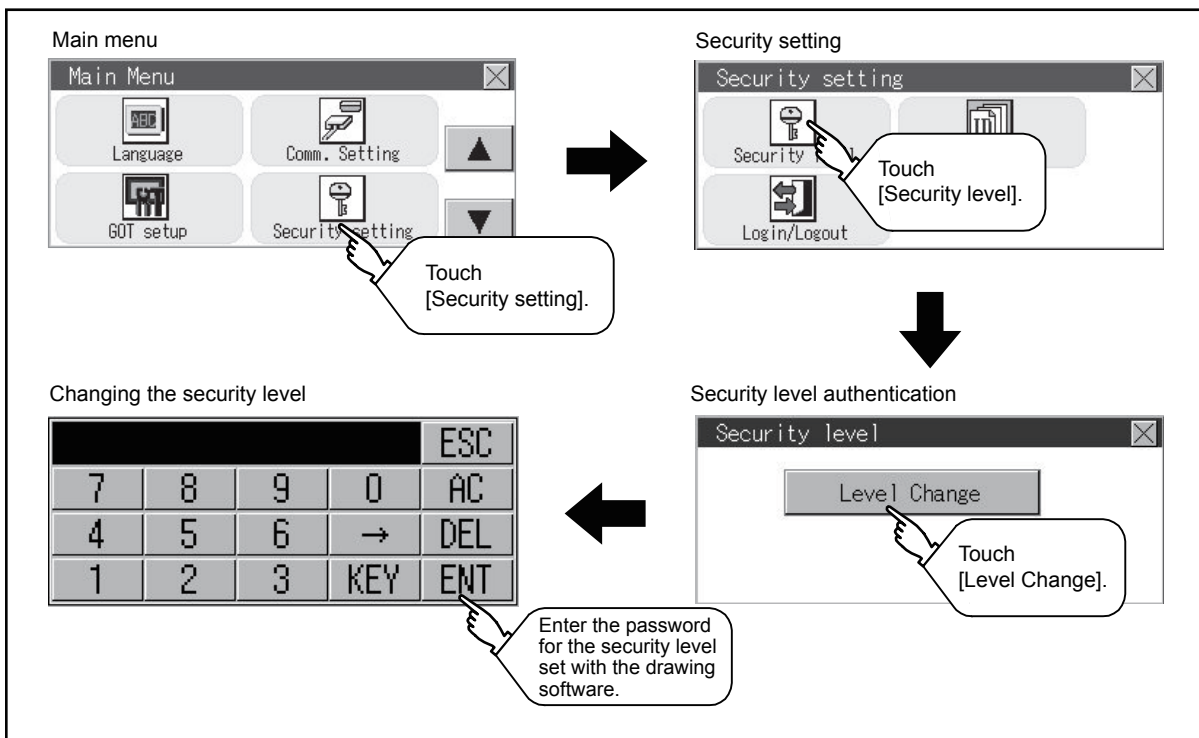 Main menu
Main Menu
ABC
Language
Comm. Setting
GOT setup
Security setting
Touch
[Security setting].
Security setting
Security setting
ID
Security
Touch
[Security level].
Login/Logout
Security level authentication
Security level
Level Change
Touch
[Level Change].
Changing the security level
ESC
7 8 9 0 AC
4 5 6 → DEL
1 2 3 KEY ENT
Enter the password
for the security level
set with the drawing
software.